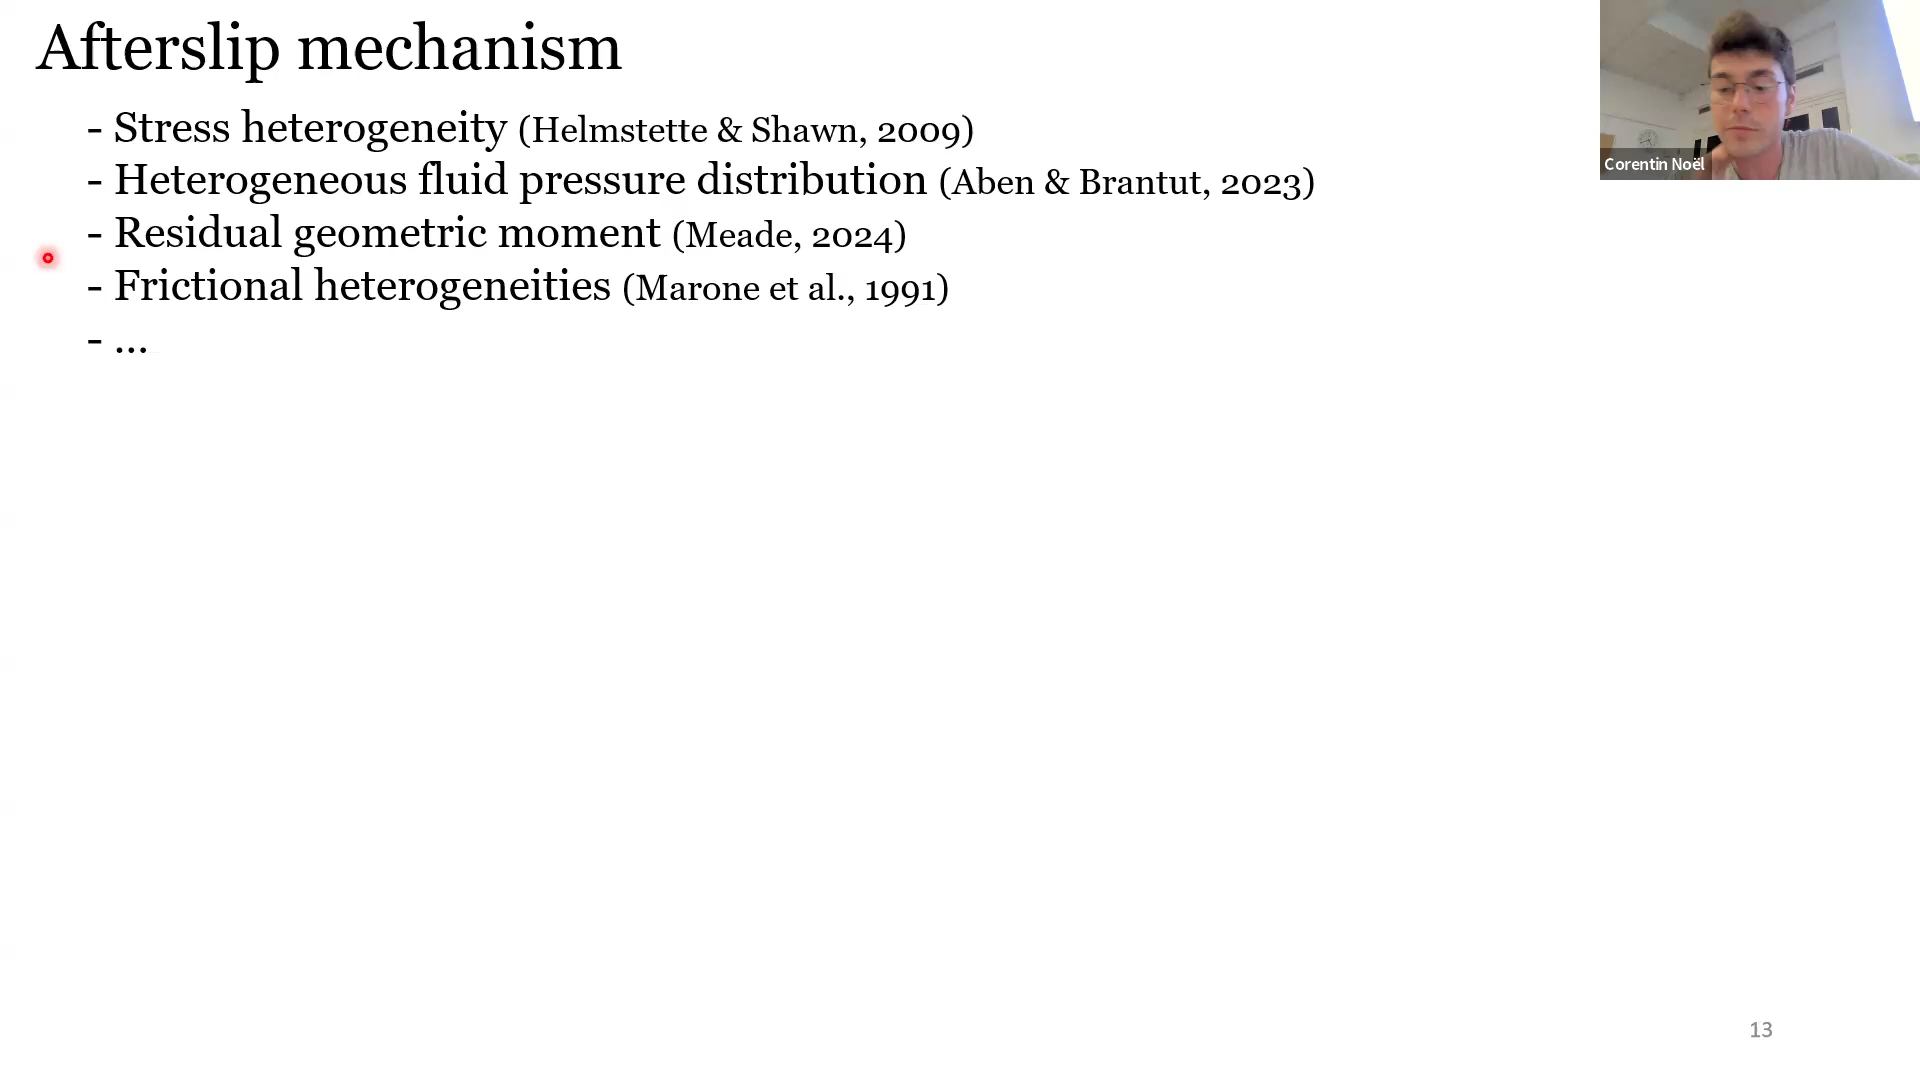 Afterslip mechanism
- Stress heterogeneity (Helmstette & Shawn, 2009)
- Heterogeneous fluid pressure distribution (Aben & Brantut, 2023)
- Residual geometric moment (Meade, 2024)
- Frictional heterogeneities (Marone et al., 1991)
- ...
Corentin Noël
13